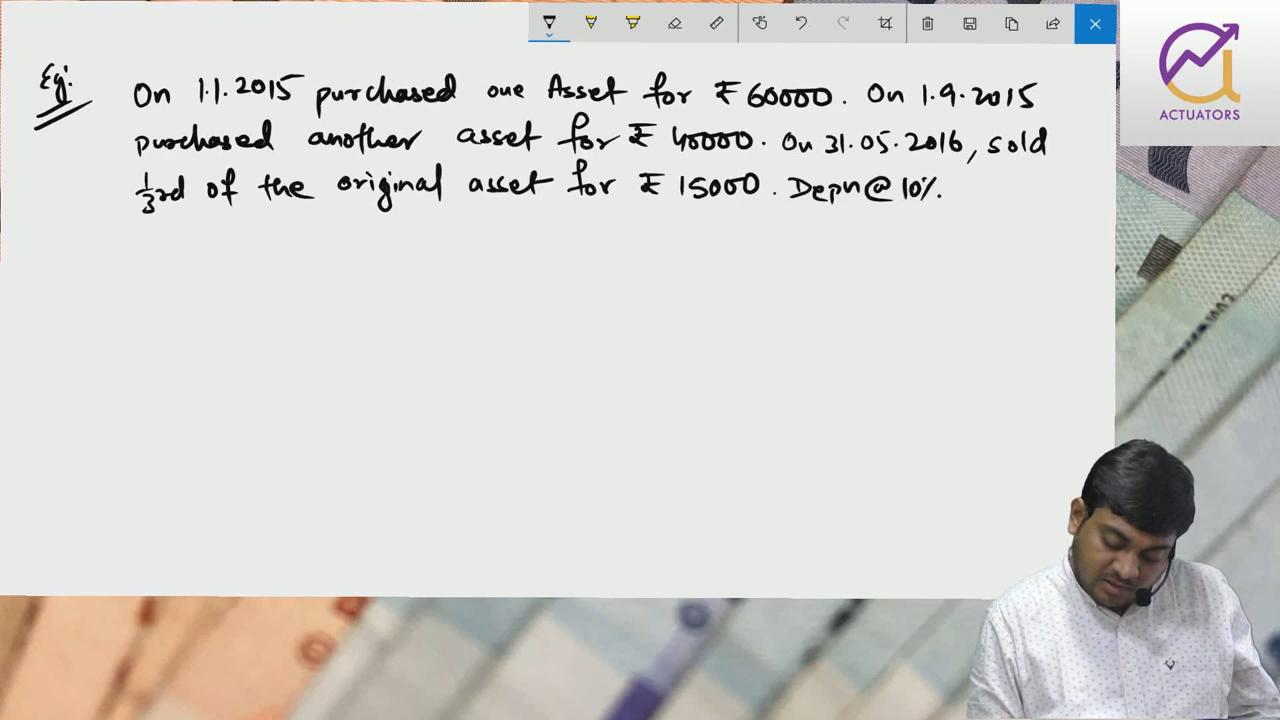 Eg:
On 1.1.2015 purchased one Asset for ₹ 60000. On 1.9.2015
purchased another asset for ₹ 40000. On 31.05.2016, sold
1/3rd of the original asset for ₹ 15000. Depn @ 10%.
ACTUATORS